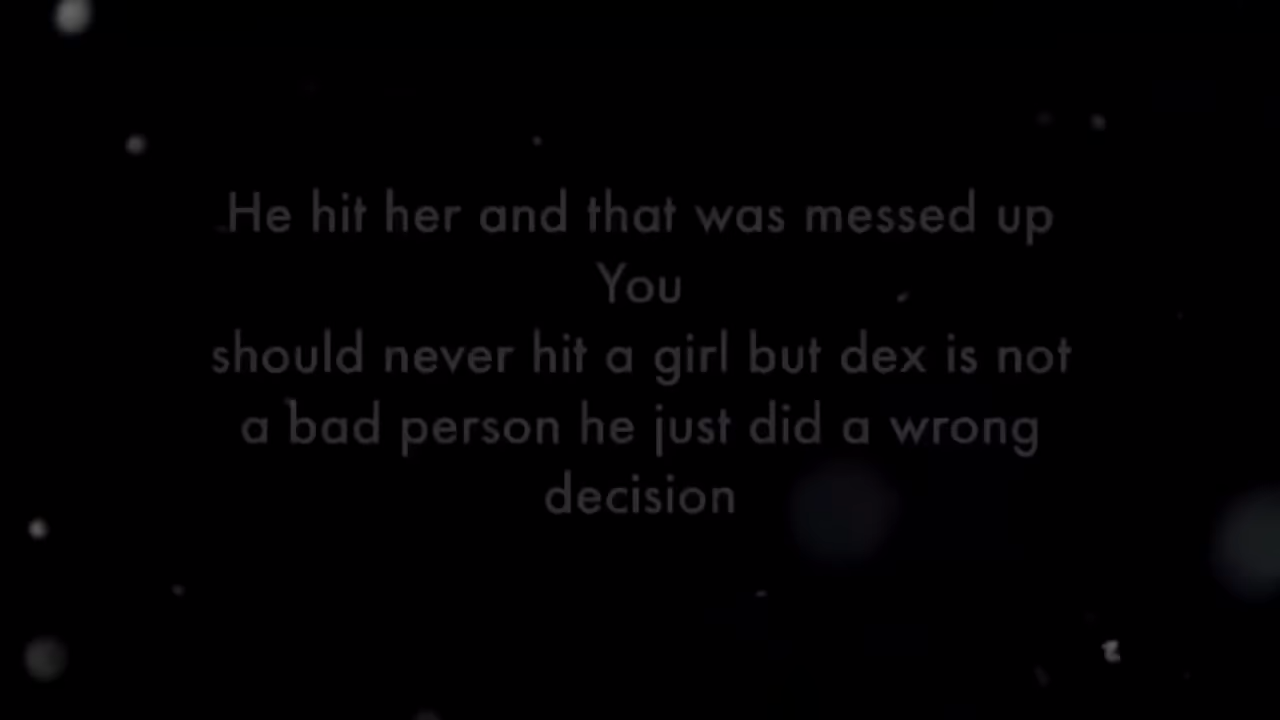 He hit her and that was messed up
You
should never hit a girl but dex is not
a bad person he just did a wrong
decision